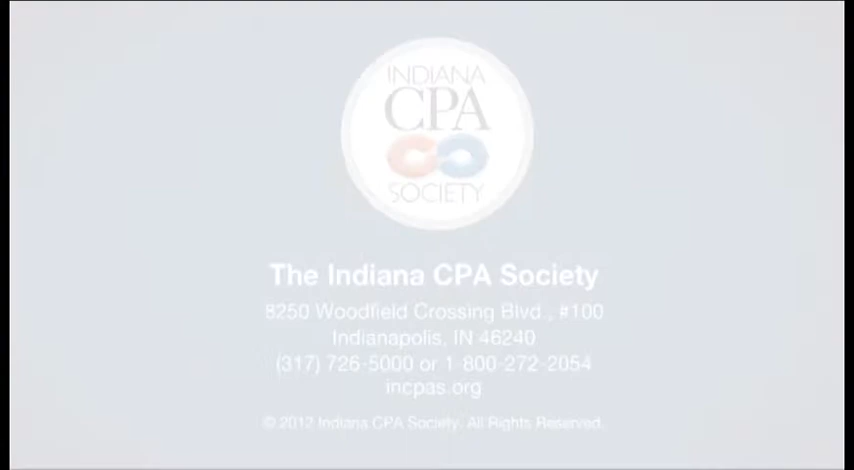 INDIANA
CPA
SOCIETY
The Indiana CPA Society
8250 Woodfield Crossing Blvd., #100
Indianapolis, IN 46240
(317) 726-5000 or 1-800-272-2054
incpas.org
© 2012 Indiana CPA Society. All Rights Reserved.